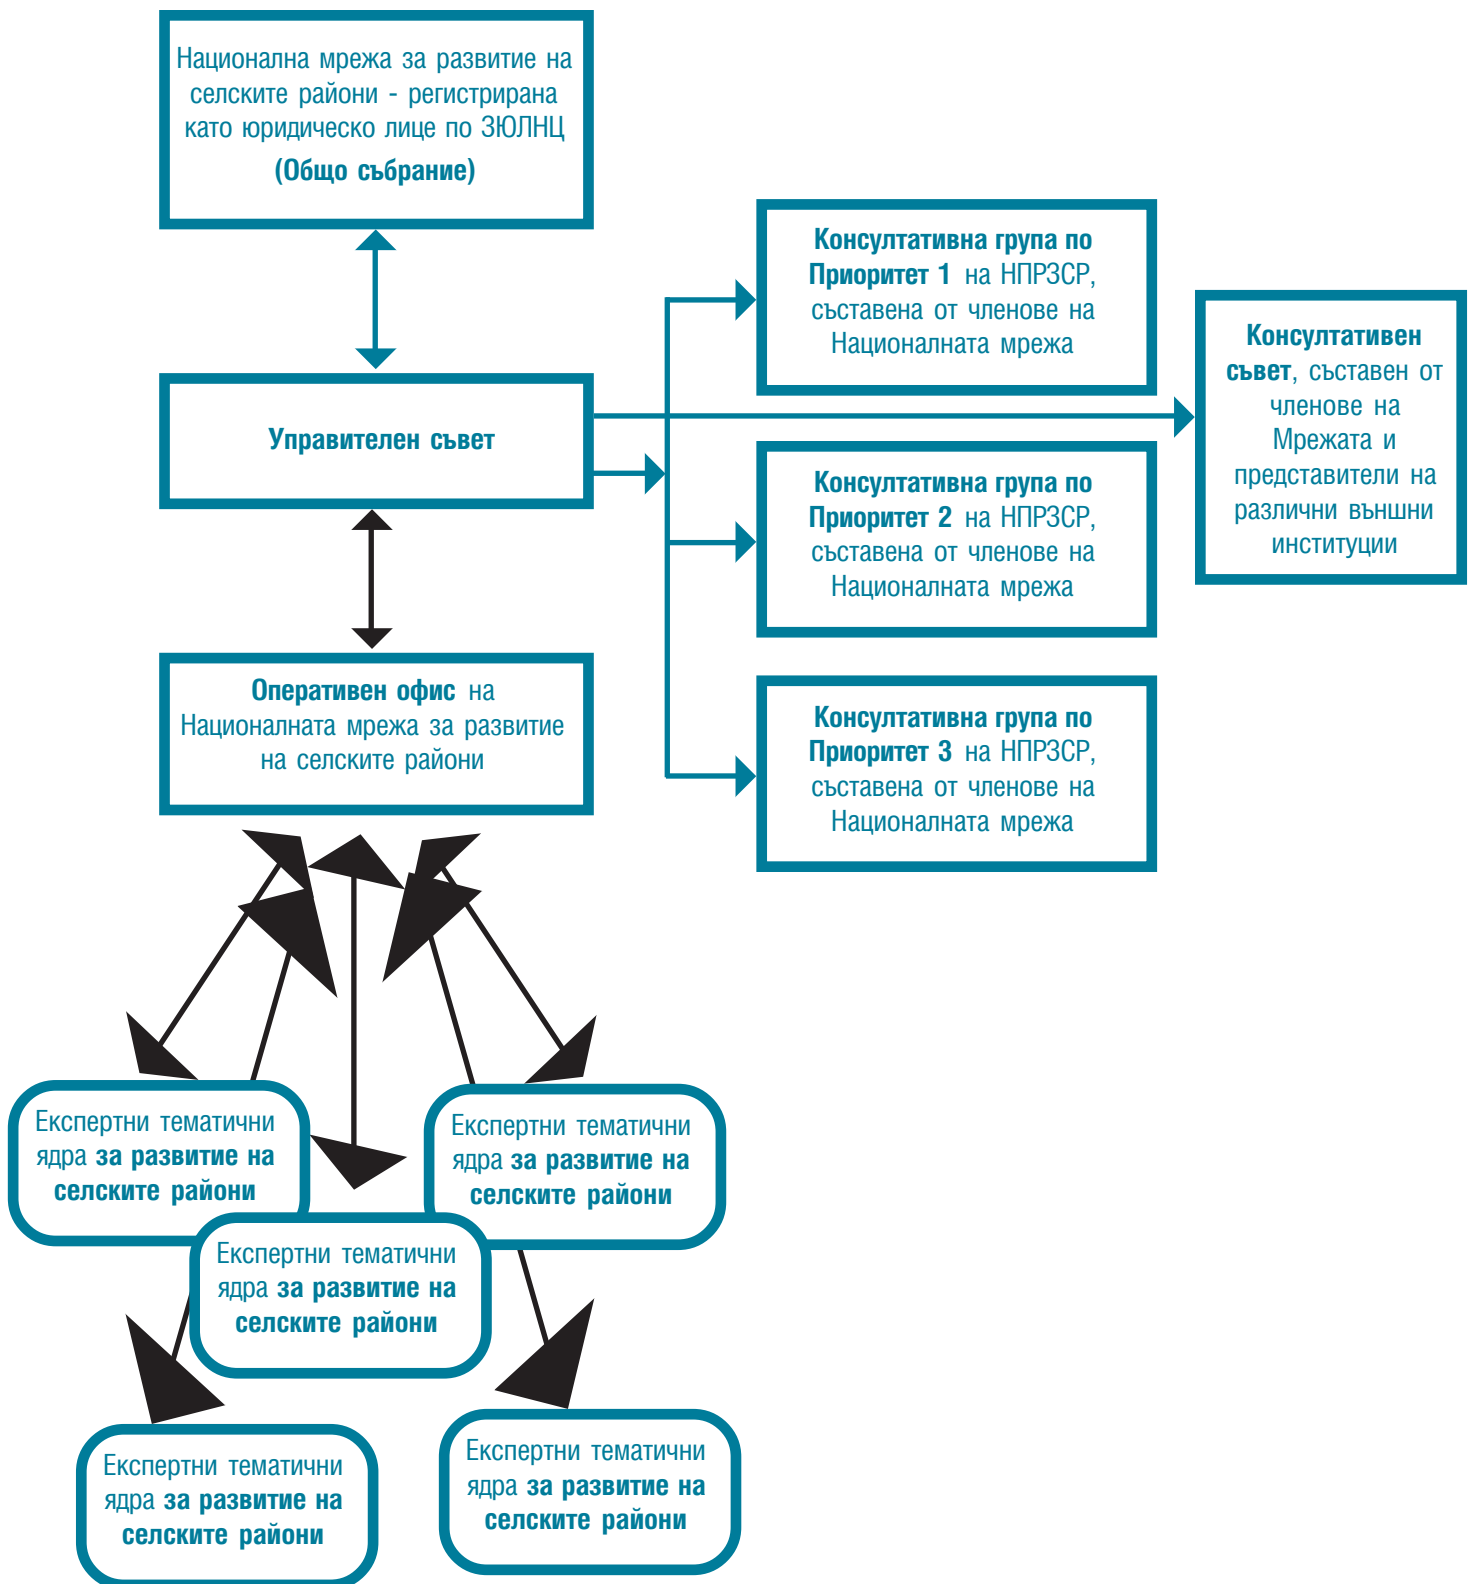 Национална мрежа за развитие на
селските райони - регистрирана
като юридическо лице по ЗЮЛНЦ
(Общо събрание)
Консултативна група по
Приоритет 1 на НПРЗСР,
съставена от членове на
Националната мрежа
Консултативен
съвет, съставен от
членове на
Мрежата и
представители на
различни външни
институции
Управителен съвет
Консултативна група по
Приоритет 2 на НПРЗСР,
съставена от членове на
Националната мрежа
Оперативен офис на
Националната мрежа за развитие
на селските райони
Консултативна група по
Приоритет 3 на НПРЗСР,
съставена от членове на
Националната мрежа
Експертни тематични
ядра за развитие на
селските райони
Експертни тематични
ядра за развитие на
селските райони
Експертни тематични
ядра за развитие на
селските райони
Експертни тематични
ядра за развитие на
селските райони
Експертни тематични
ядра за развитие на
селските райони